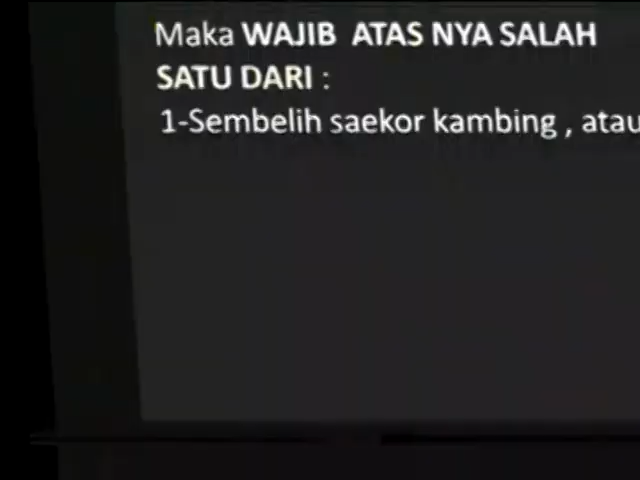 Maka WAJIB ATAS NYA SALAH
SATU DARI :
1-Sembelih saekor kambing , atau